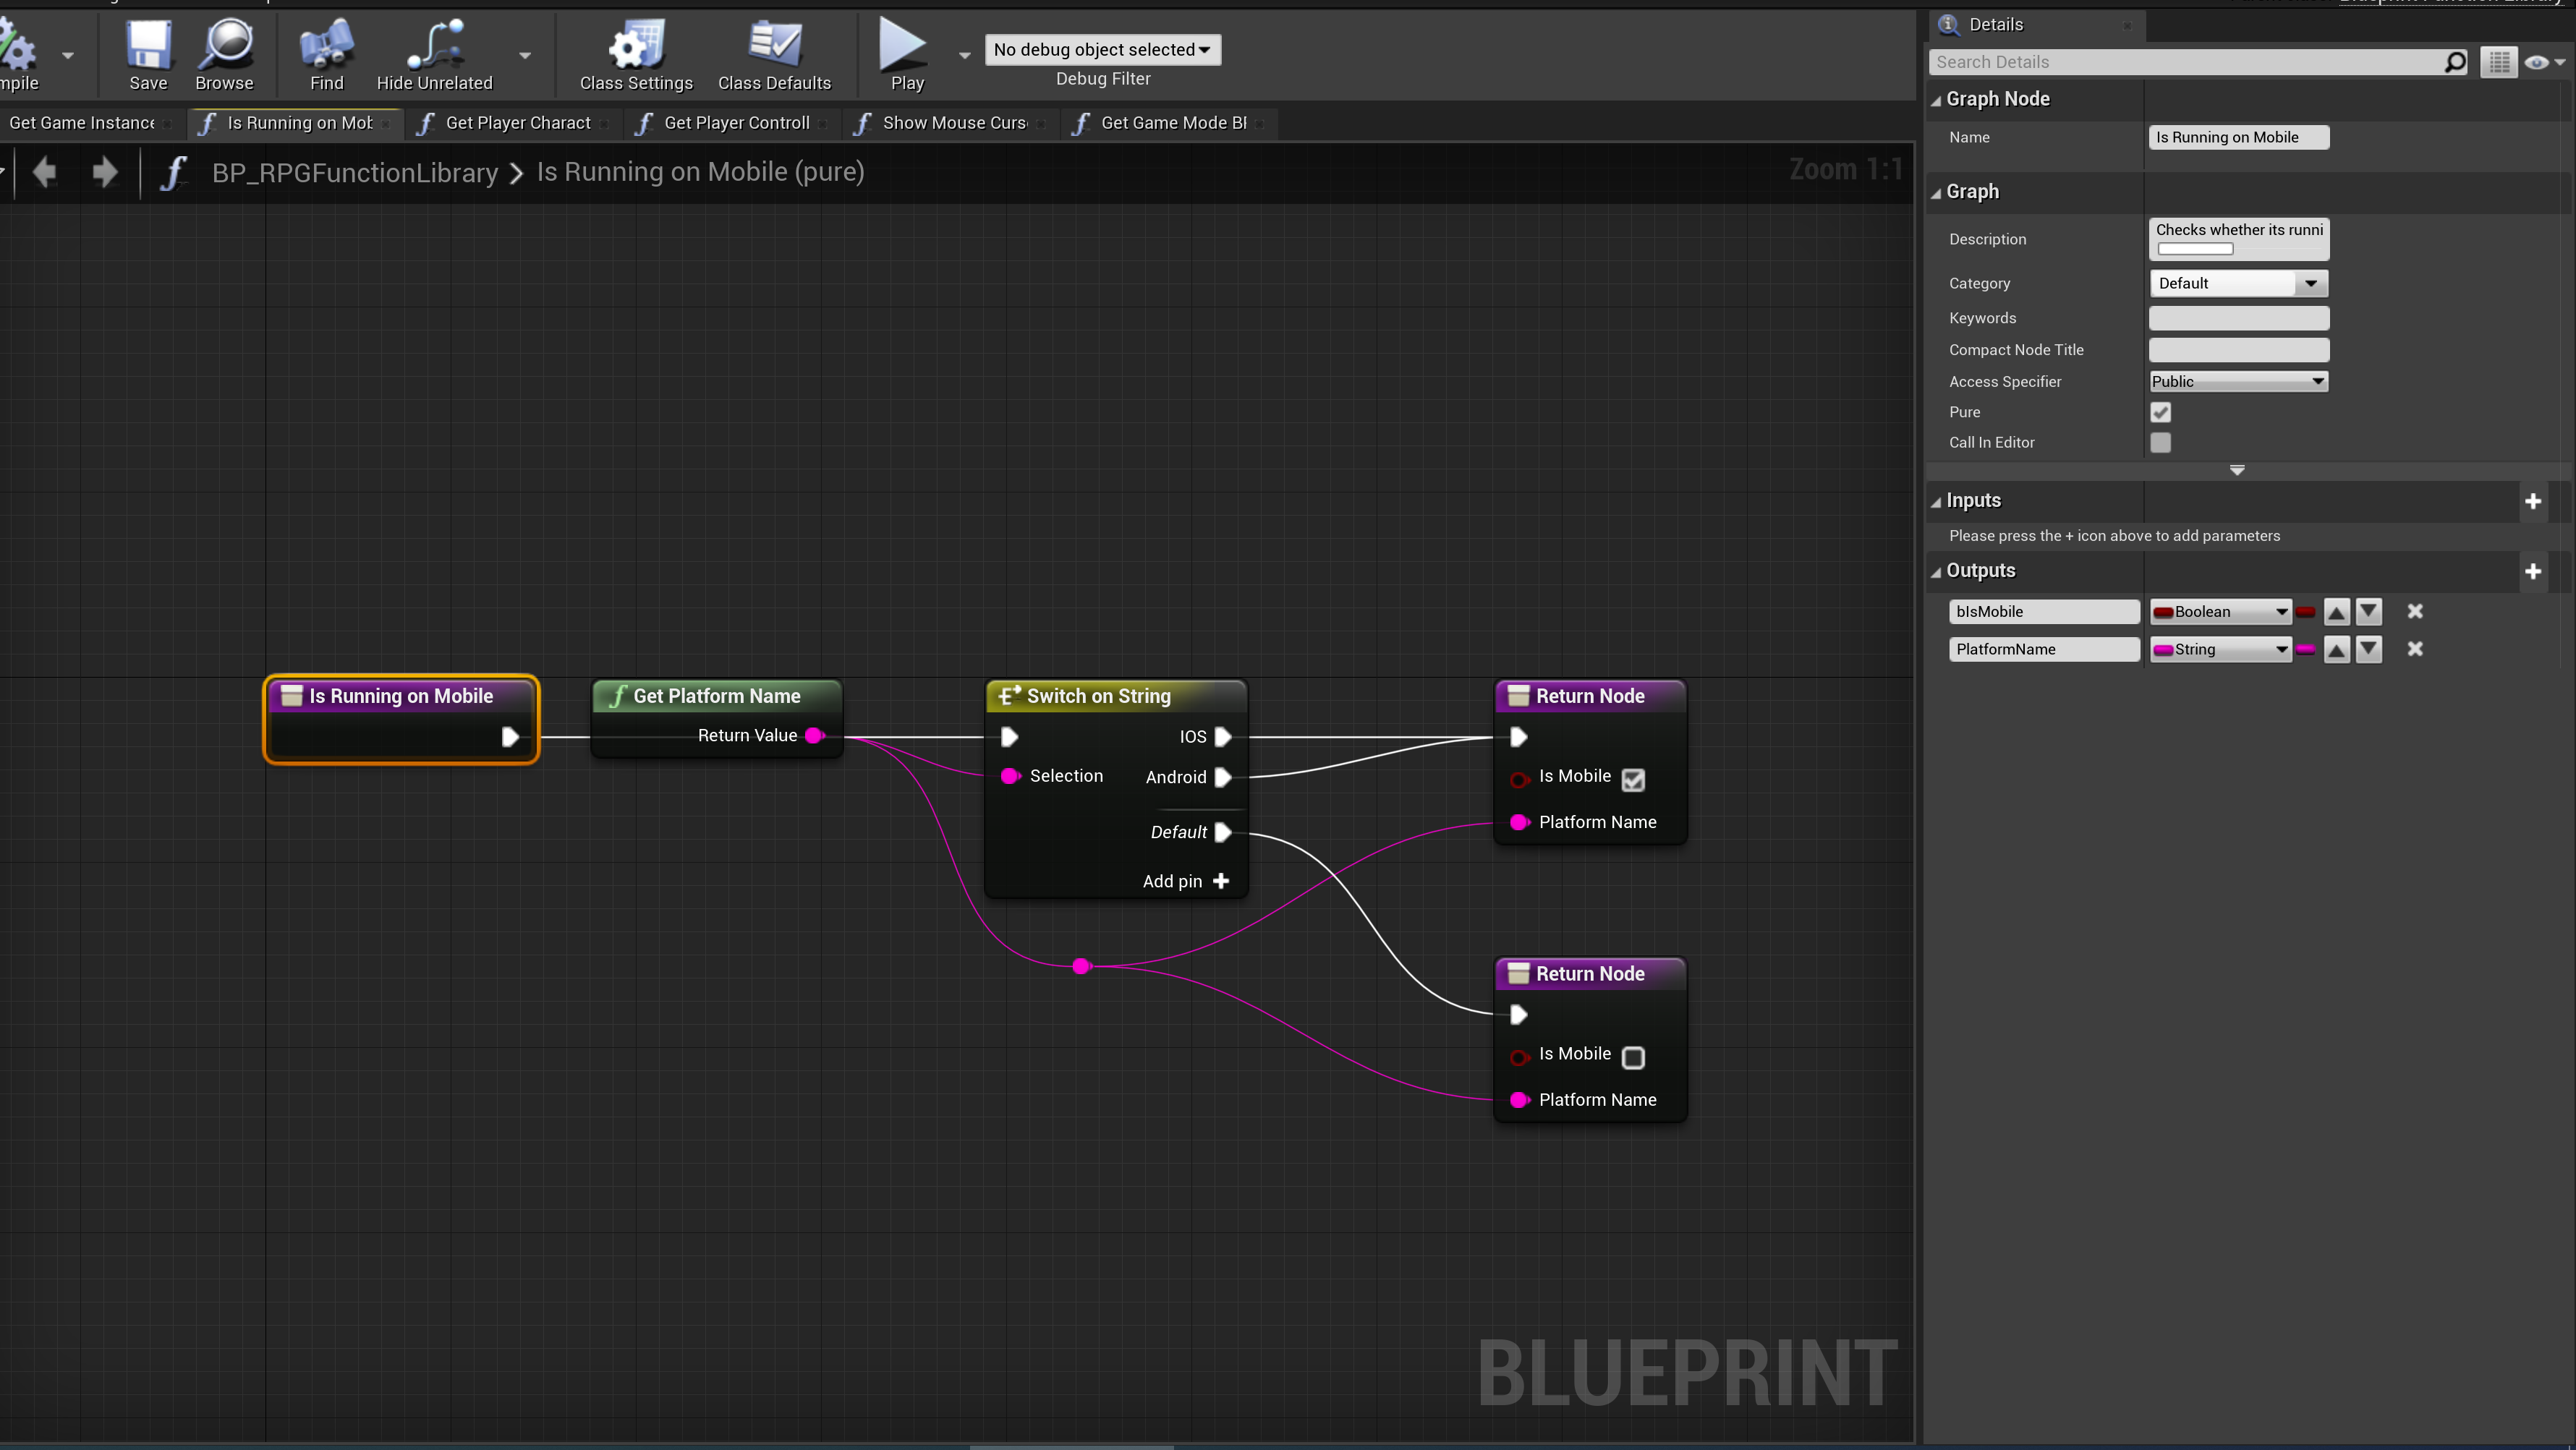 mpile
Save
Browse
Find
Hide Unrelated
Class Settings
Class Defaults
Play
No debug object selected
Debug Filter
Get Game Instance
Is Running on Mob
Get Player Charact
Get Player Controll
Show Mouse Curs
Get Game Mode Bl
BP_RPGFunctionLibrary > Is Running on Mobile (pure)
Zoom 1:1
Is Running on Mobile
Get Platform Name
Return Value
Switch on String
IOS
Selection
Android
Default
Add pin +
Return Node
Is Mobile
Platform Name
Return Node
Is Mobile
Platform Name
BLUEPRINT
Details
Search Details
Graph Node
Name
Is Running on Mobile
Graph
Description
Checks whether its runni
Category
Default
Keywords
Compact Node Title
Access Specifier
Public
Pure
Call In Editor
Inputs
Please press the + icon above to add parameters
Outputs
bIsMobile
Boolean
PlatformName
String